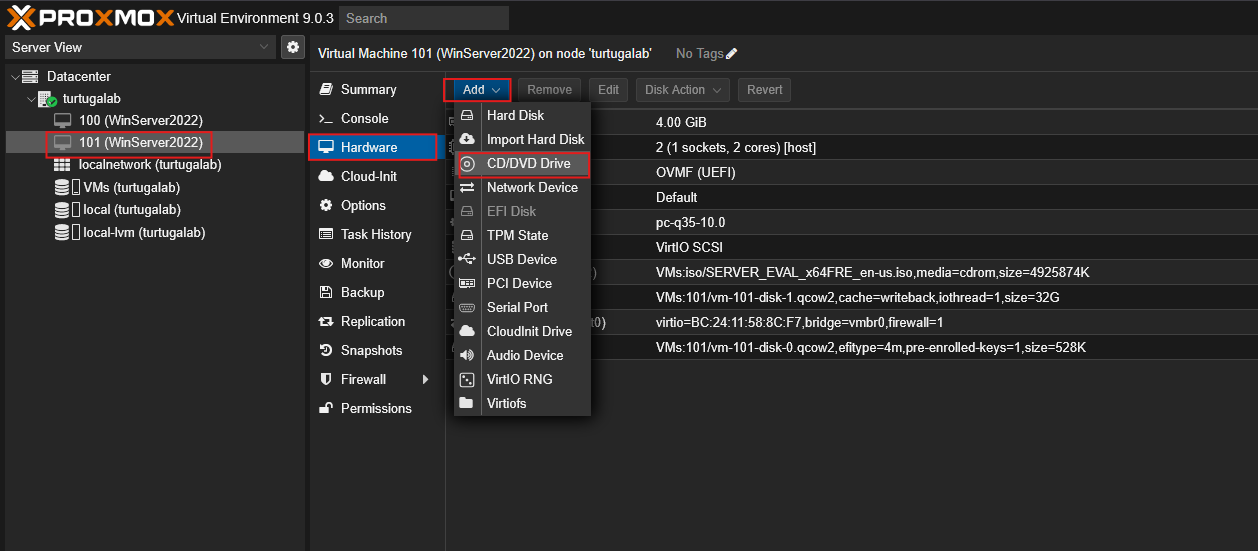 PROXMOX Virtual Environment 9.0.3 Search
Server View
Datacenter
turtugalab
100 (WinServer2022)
101 (WinServer2022)
localnetwork (turtugalab)
VMs (turtugalab)
local (turtugalab)
local-lvm (turtugalab)
Virtual Machine 101 (WinServer2022) on node 'turtugalab' No Tags
Summary
Console
Hardware
Cloud-Init
Options
Task History
Monitor
Backup
Replication
Snapshots
Firewall
Permissions
Add Remove Edit Disk Action Revert
Hard Disk
Import Hard Disk
CD/DVD Drive
Network Device
EFI Disk
TPM State
USB Device
PCI Device
Serial Port
CloudInit Drive
Audio Device
VirtIO RNG
Virtiofs
4.00 GiB
2 (1 sockets, 2 cores) [host]
OVMF (UEFI)
Default
pc-q35-10.0
VirtIO SCSI
VMs:iso/SERVER_EVAL_x64FRE_en-us.iso,media=cdrom,size=4925874K
VMs:101/vm-101-disk-1.qcow2,cache=writeback,iothread=1,size=32G
t0) virtio=BC:24:11:58:8C:F7,bridge=vmbr0,firewall=1
VMs:101/vm-101-disk-0.qcow2,efitype=4m,pre-enrolled-keys=1,size=528K